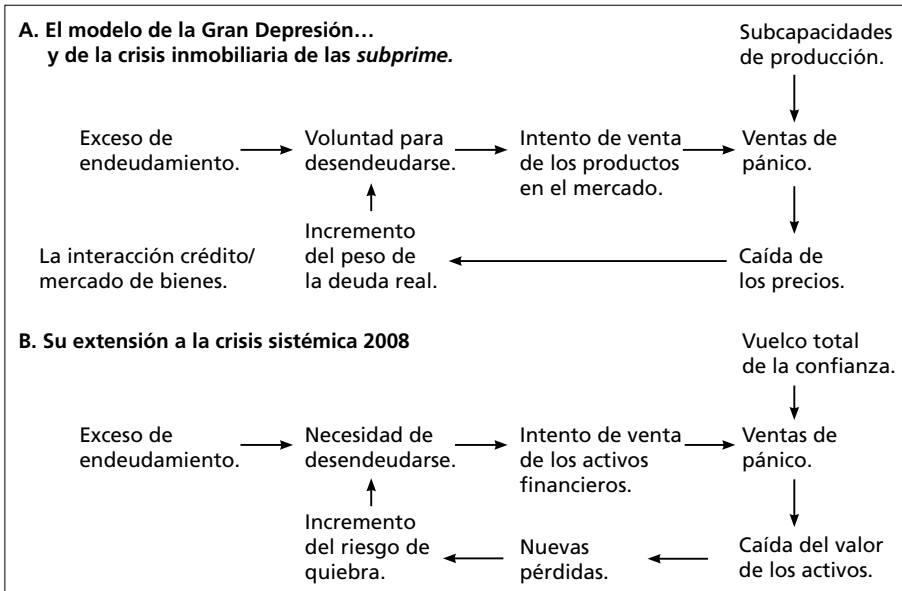 A. El modelo de la Gran Depresión…
y de la crisis inmobiliaria de las subprime.
Subcapacidades
de producción.
Exceso de
endeudamiento.
Voluntad para
desendeudarse.
Intento de venta
de los productos
en el mercado.
Ventas de
pánico.
La interacción crédito/
mercado de bienes.
Incremento
del peso de
la deuda real.
Caída de
los precios.
B. Su extensión a la crisis sistémica 2008
Vuelco total
de la confianza.
Exceso de
endeudamiento.
Necesidad de
desendeudarse.
Intento de venta
de los activos
financieros.
Ventas de
pánico.
Incremento
del riesgo de
quiebra.
Nuevas
pérdidas.
Caída del valor
de los activos.